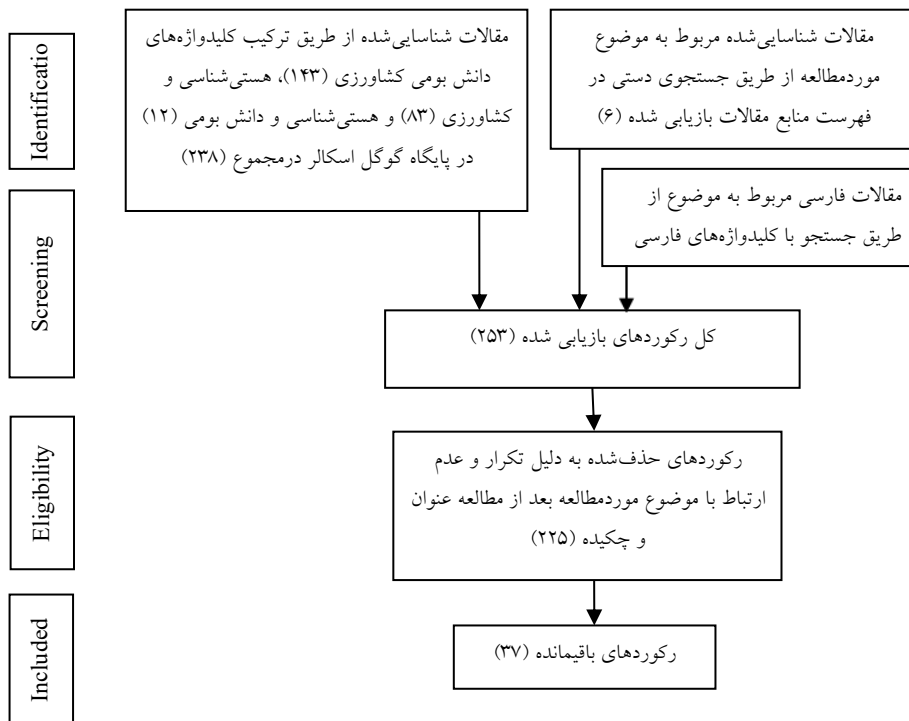 Identificatio
مقالات شناسایی‌شده از طریق ترکیب کلیدواژه‌های
دانش بومی کشاورزی (۱۴۳)، هستی‌شناسی و
کشاورزی (۸۳) و هستی‌شناسی و دانش بومی (۱۲)
در پایگاه گوگل اسکالر درمجموع (۲۳۸)
مقالات شناسایی‌شده مربوط به موضوع
موردمطالعه از طریق جستجوی دستی در
فهرست منابع مقالات بازیابی شده (۶)
مقالات فارسی مربوط به موضوع از
طریق جستجو با کلیدواژه‌های فارسی
Screening
کل رکوردهای بازیابی شده (۲۵۳)
Eligibility
رکوردهای حذف‌شده به دلیل تکرار و عدم
ارتباط با موضوع موردمطالعه بعد از مطالعه عنوان
و چکیده (۲۲۵)
Included
رکوردهای باقیمانده (۳۷)